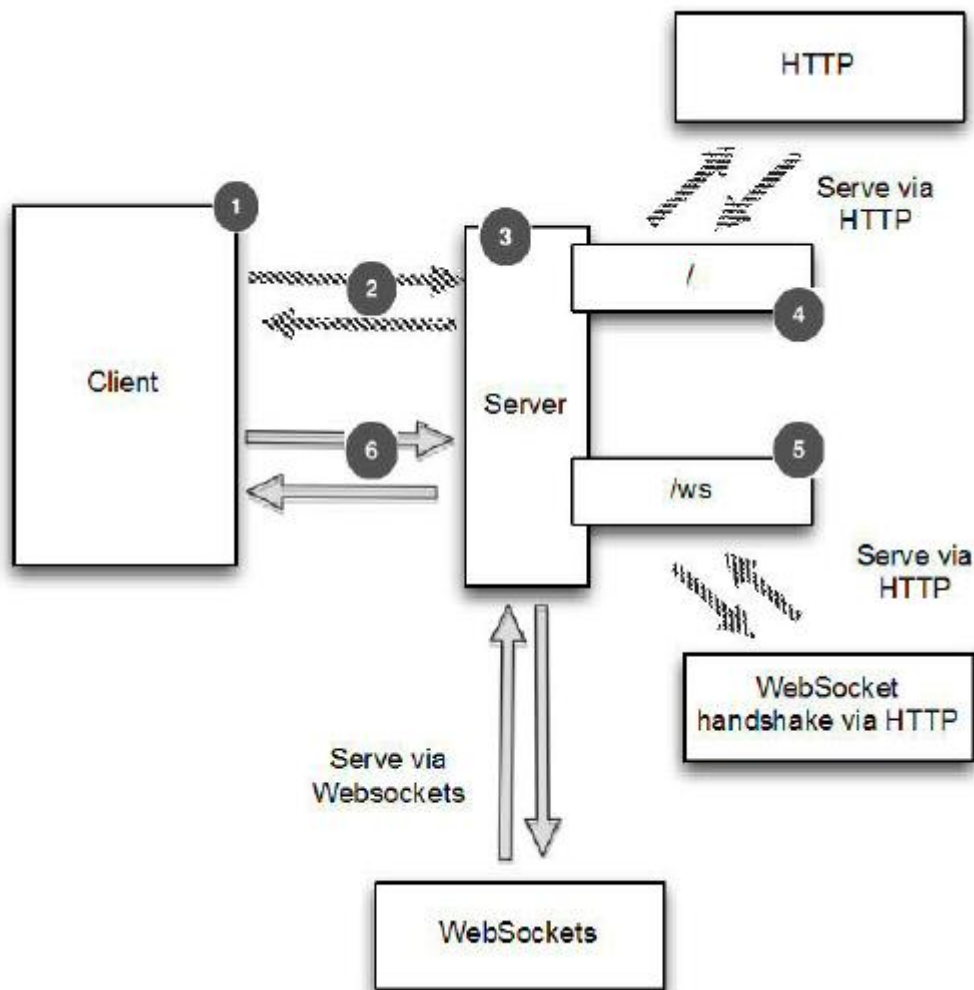 HTTP
Serve via
HTTP
1
3
/
2
4
Client
Server
6
5
/ws
Serve via
HTTP
WebSocket
handshake via HTTP
Serve via
Websockets
WebSockets